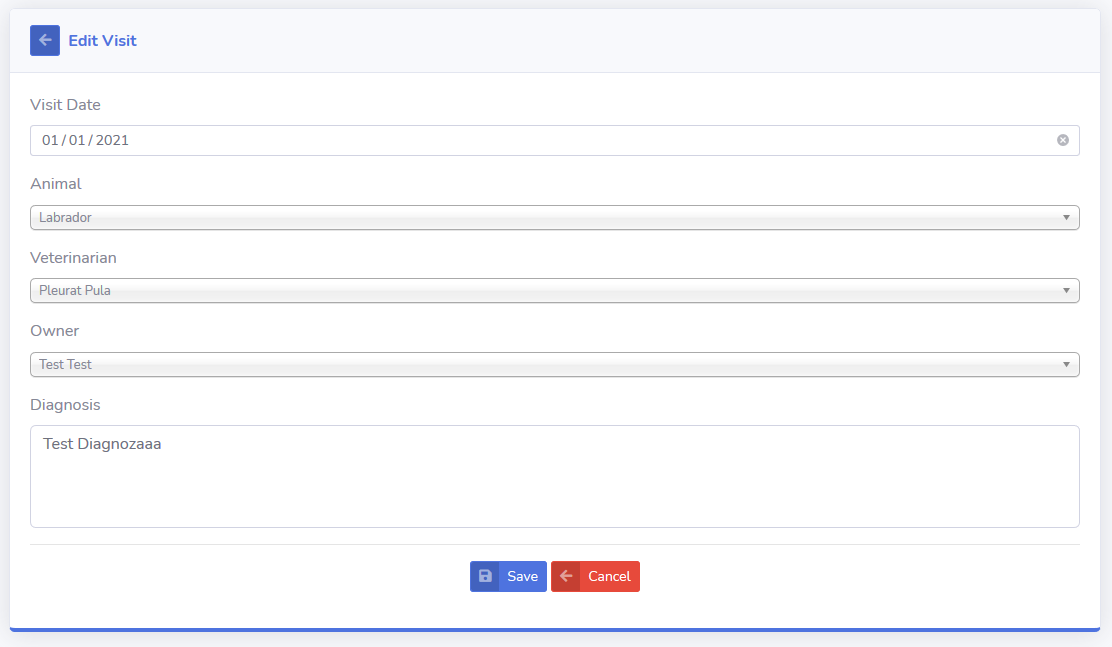 Edit Visit
Visit Date
01 / 01 / 2021
Animal
Labrador
Veterinarian
Pleurat Pula
Owner
Test Test
Diagnosis
Test Diagnozaaa
Save Cancel